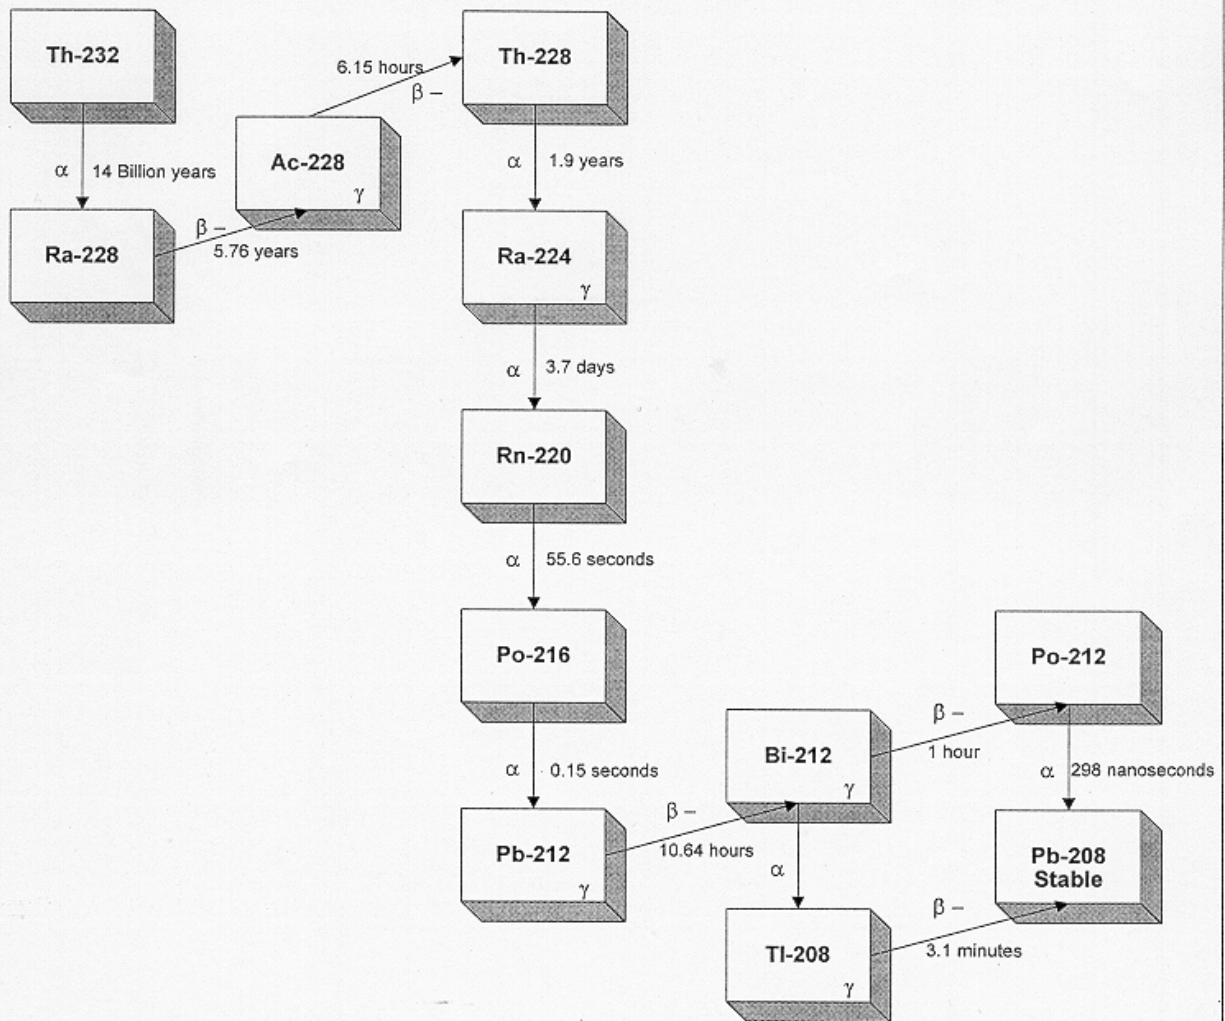 Th-232
α 14 Billion years
Ra-228
β –
5.76 years
Ac-228
γ
6.15 hours
β –
Th-228
α 1.9 years
Ra-224
γ
α 3.7 days
Rn-220
α 55.6 seconds
Po-216
α 0.15 seconds
Pb-212
γ
β –
10.64 hours
Bi-212
γ
β –
1 hour
Po-212
α 298 nanoseconds
α
Tl-208
γ
β –
3.1 minutes
Pb-208
Stable